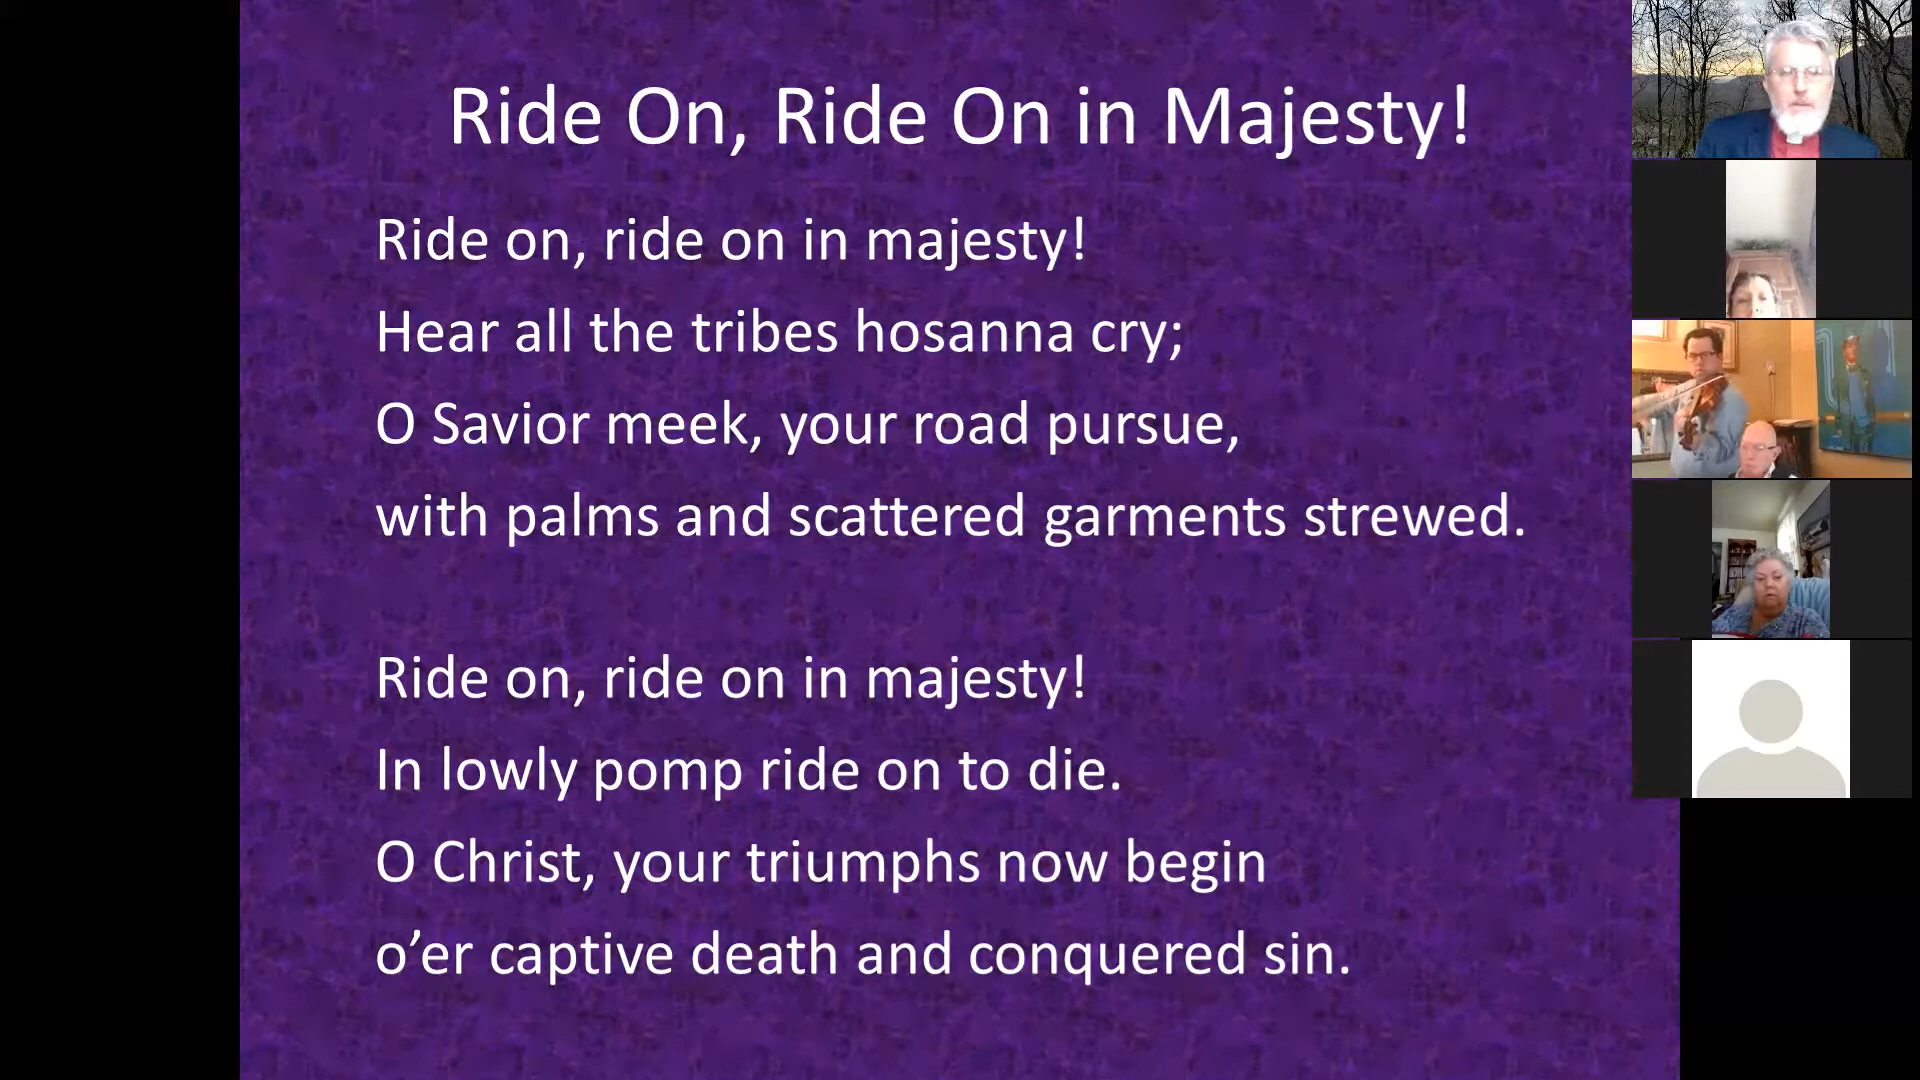 Ride On, Ride On in Majesty!
Ride on, ride on in majesty!
Hear all the tribes hosanna cry;
O Savior meek, your road pursue,
with palms and scattered garments strewed.
Ride on, ride on in majesty!
In lowly pomp ride on to die.
O Christ, your triumphs now begin
o’er captive death and conquered sin.